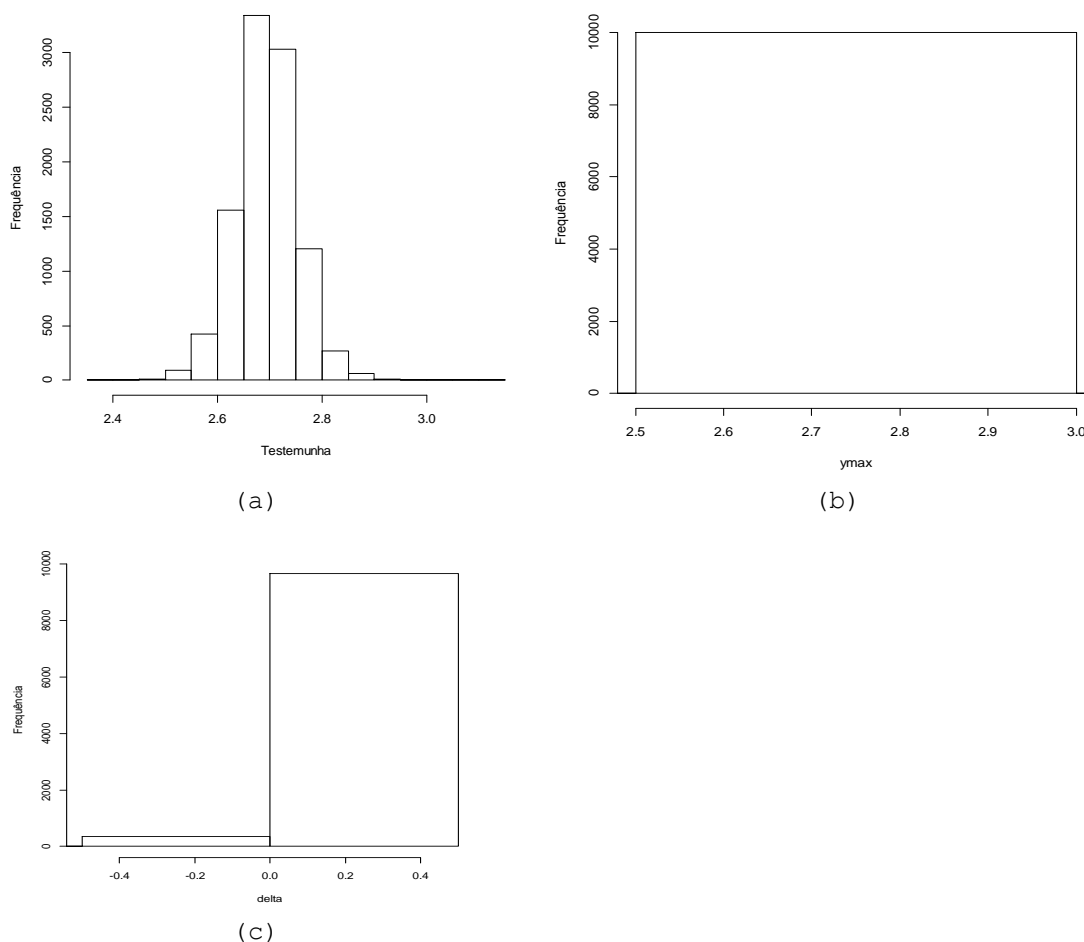 Frequência
0 500 1000 1500 2000 2500 3000
2.4 2.6 2.8 3.0
Testemunha
(a)
Frequência
0 2000 4000 6000 8000 10000
2.5 2.6 2.7 2.8 2.9 3.0
ymax
(b)
Frequência
0 2000 4000 6000 8000 10000
-0.4 -0.2 0.0 0.2 0.4
delta
(c)